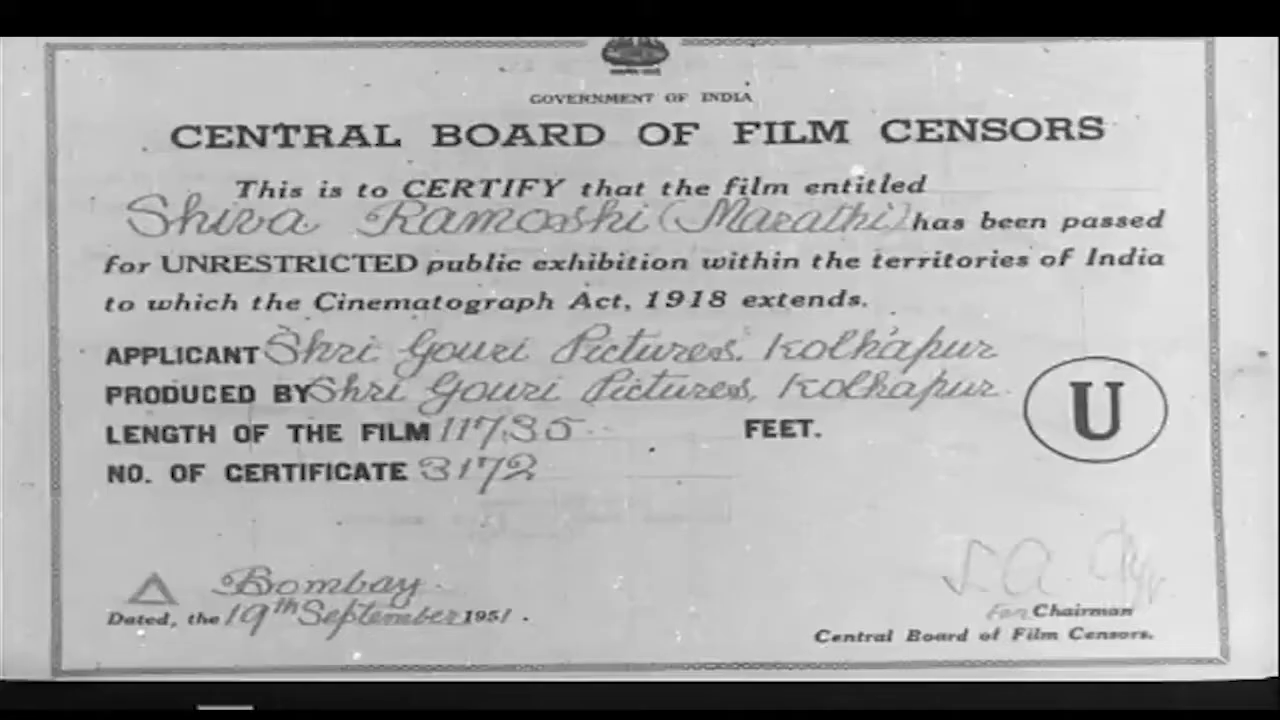 GOVERNMENT OF INDIA
CENTRAL BOARD OF FILM CENSORS
This is to CERTIFY that the film entitled
Shiva Ramoshi (Marathi) has been passed
for UNRESTRICTED public exhibition within the territories of India
to which the Cinematograph Act, 1918 extends.
APPLICANT Shri Gouri Pictures, Kolhapur
PRODUCED BY Shri Gouri Pictures, Kolhapur.
U
LENGTH OF THE FILM 11735 FEET.
NO. OF CERTIFICATE 3172
Bombay
Dated, the 19th September 1951.
for Chairman
Central Board of Film Censors.